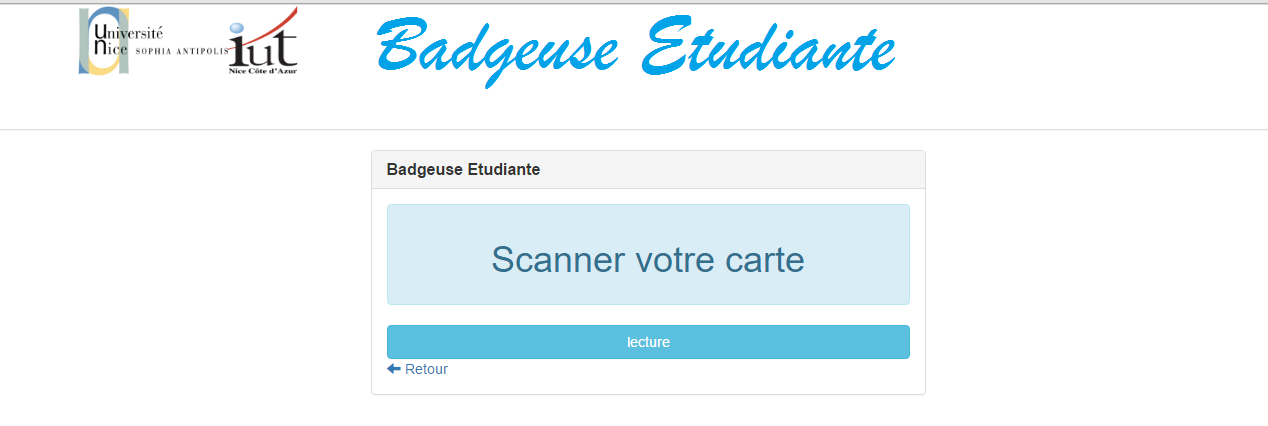 Université
Nice SOPHIA ANTIPOLIS
iut
Nice Côte d'Azur
Badgeuse Etudiante
Badgeuse Etudiante
Scanner votre carte
lecture
Retour